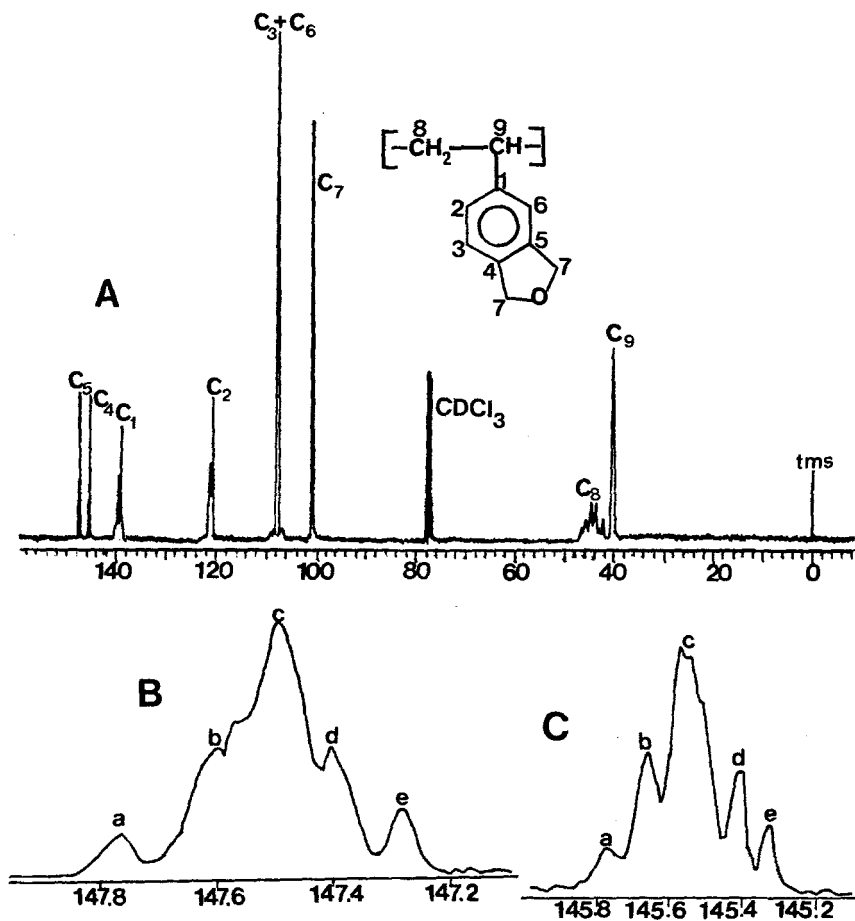 C3 + C6
8 9
[-CH2-CH-]
C7
1
2 6
3 5
4 7
7 O
A
C9
C5 C4 C1 C2
CDCl3
C8
tms
140 120 100 80 60 40 20 0
c
c
B
b d
C
b d
a e
a e
147.8 147.6 147.4 147.2
145.8 145.6 145.4 145.2